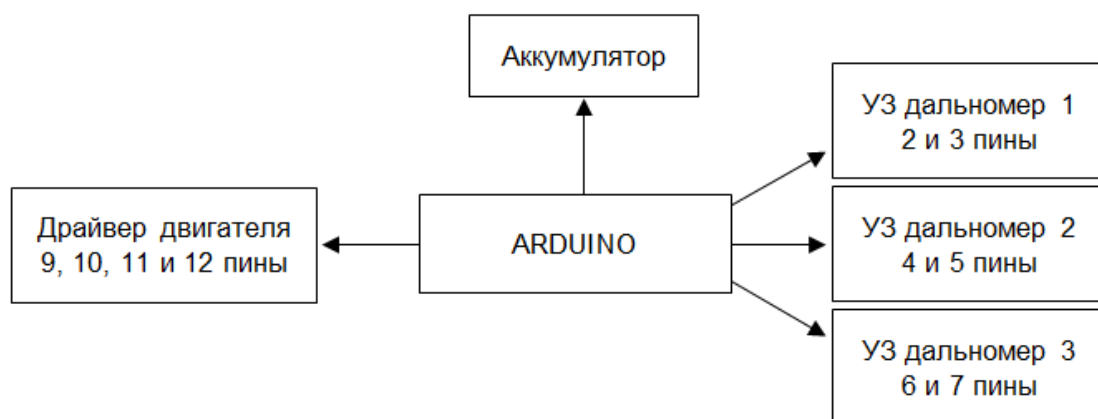 Аккумулятор
УЗ дальномер 1
2 и 3 пины
Драйвер двигателя
9, 10, 11 и 12 пины
ARDUINO
УЗ дальномер 2
4 и 5 пины
УЗ дальномер 3
6 и 7 пины